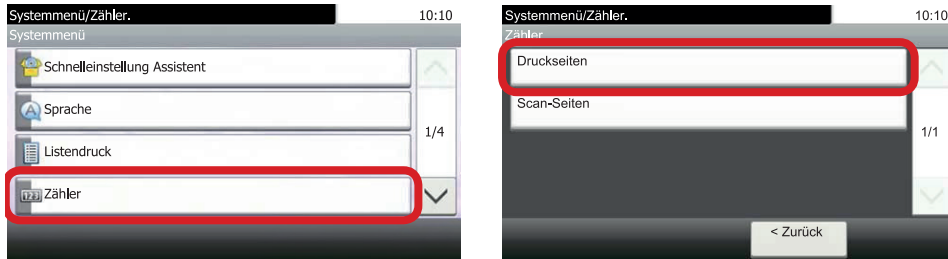 Systemmenü/Zähler. 10:10
Systemmenü
Schnelleinstellung Assistent
Sprache
1/4
Listendruck
123 Zähler
Systemmenü/Zähler. 10:10
Zähler
Druckseiten
Scan-Seiten
1/1
< Zurück